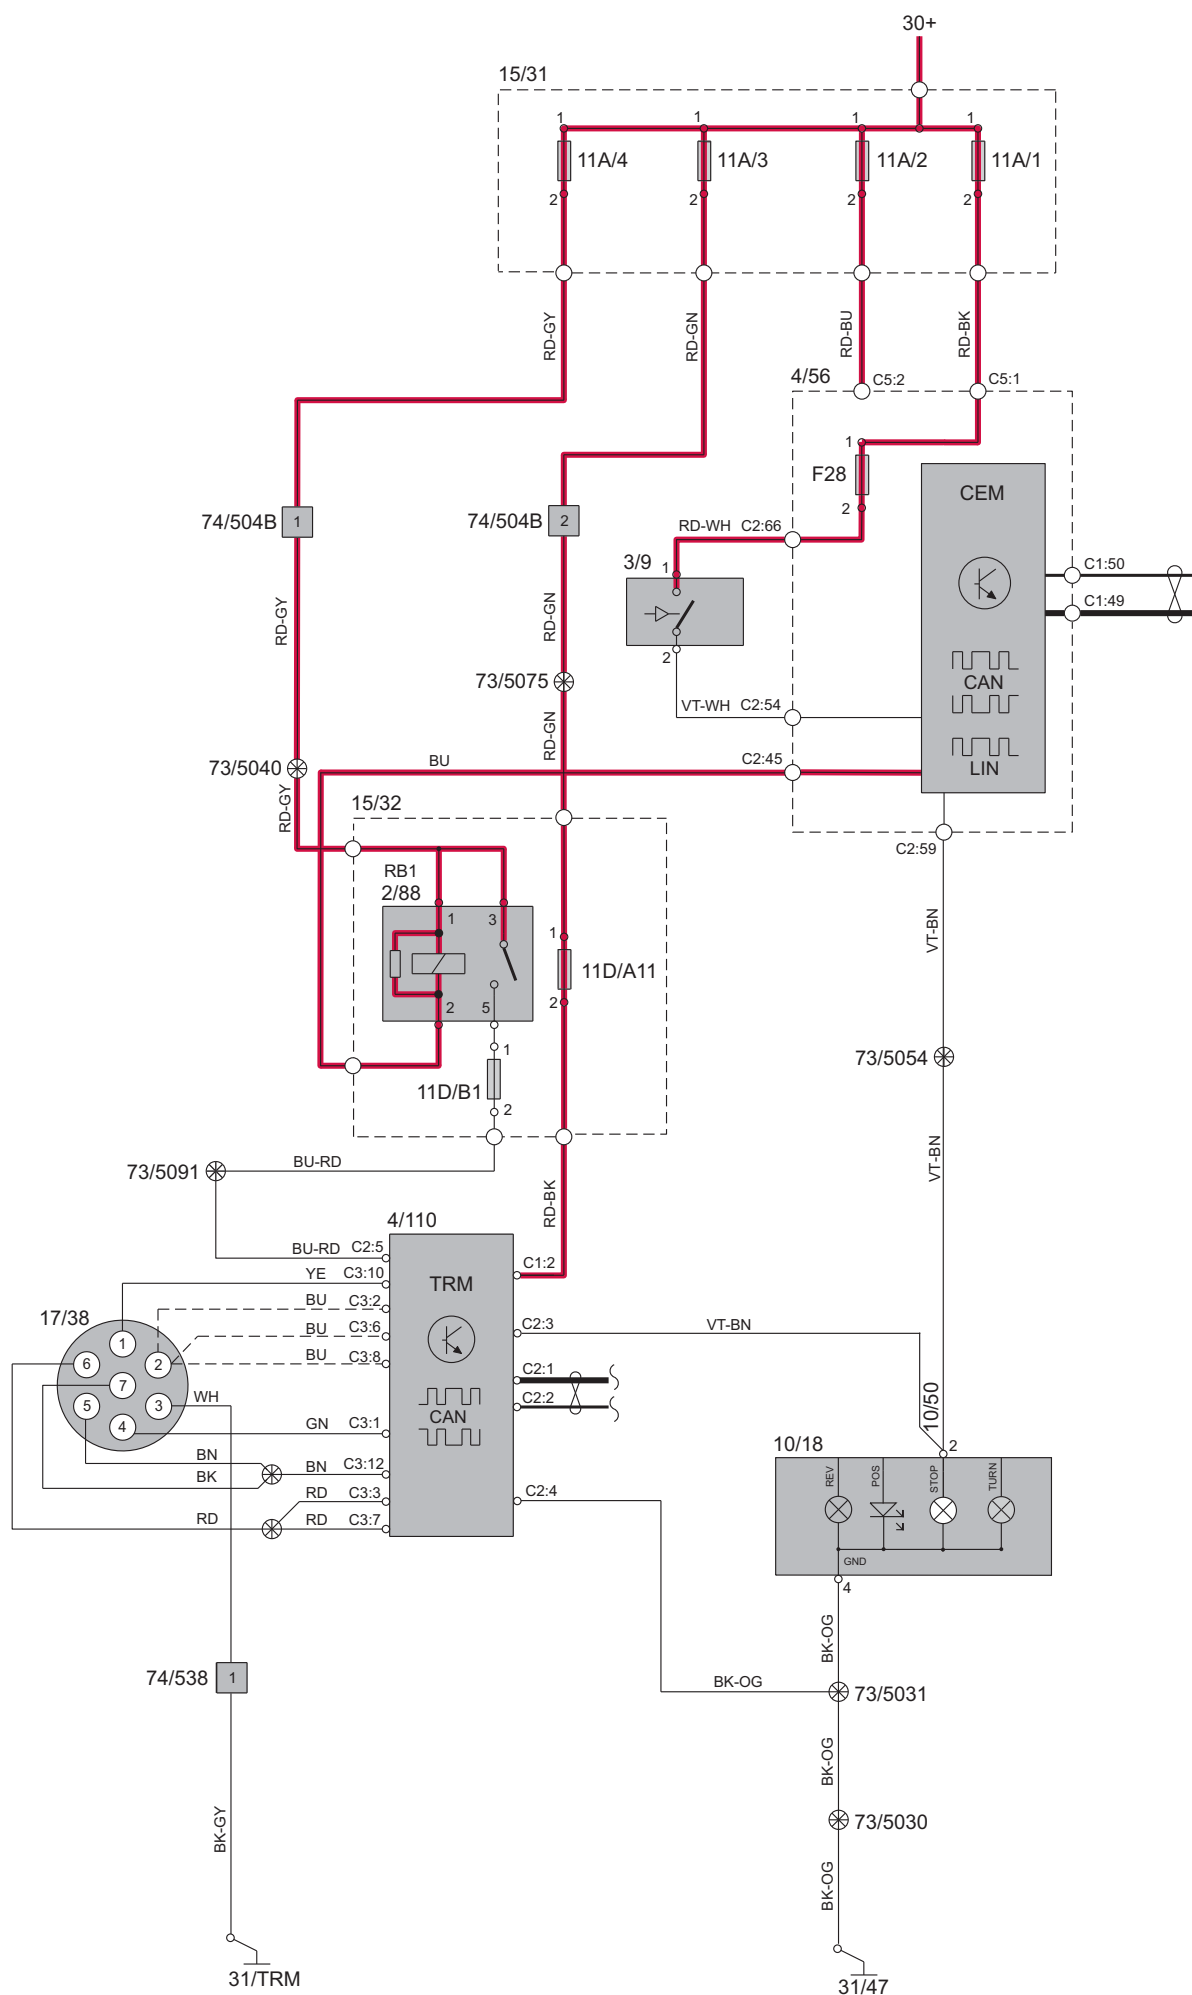 30+
15/31
1 1 1 1
11A/4 11A/3 11A/2 11A/1
2 2 2 2
RD-GY RD-GN RD-BU RD-BK
4/56 C5:2 C5:1
1
F28
2
CEM
74/504B 1
74/504B 2
RD-WH C2:66
3/9 1
C1:50
C1:49
RD-GY
RD-GN
2
73/5075
CAN
VT-WH C2:54
RD-GN
BU C2:45
LIN
73/5040
RD-GY
15/32
C2:59
RB1
2/88
1 3
VT-BN
1
11D/A11
2
2 5
1
11D/B1
2
73/5054
73/5091
BU-RD
VT-BN
RD-BK
4/110
BU-RD C2:5
C1:2
YE C3:10
TRM
BU C3:2
17/38
BU C3:6
C2:3 VT-BN
1
6 2
BU C3:8
C2:1
7
C2:2
5 3
WH
CAN
10/50
4
GN C3:1
10/18 2
BN
BK
BN C3:12
REV POS STOP TURN
RD C3:3
C2:4
RD
RD C3:7
GND
4
BK-OG
74/538 1
BK-OG
73/5031
BK-OG
73/5030
BK-GY
BK-OG
31/TRM
31/47